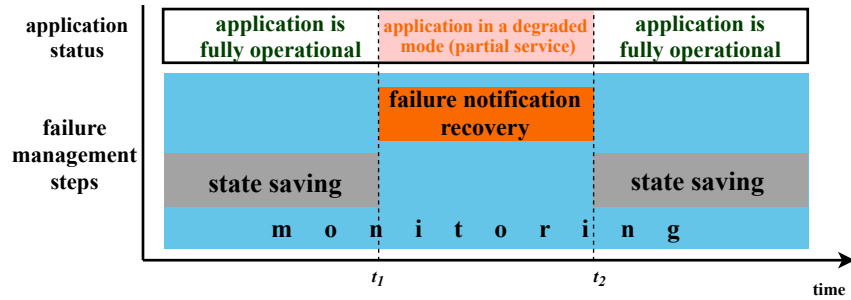 application
status
application is
fully operational
application in a degraded
mode (partial service)
application is
fully operational
failure
management
steps
failure notification
recovery
state saving
state saving
m o n i t o r i n g
t1
t2
time